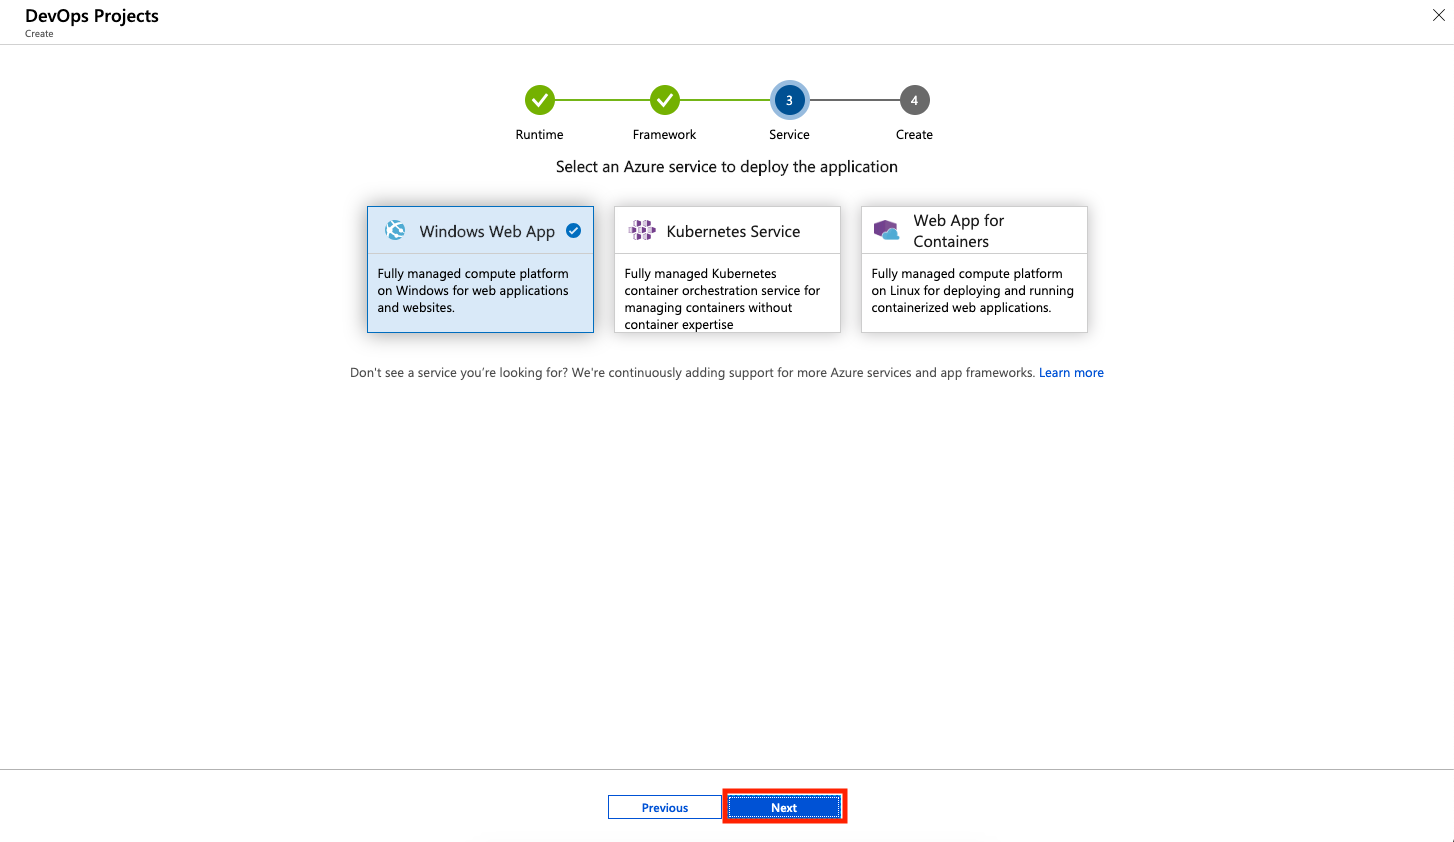 DevOps Projects
Create
3
4
Runtime
Framework
Service
Create
Select an Azure service to deploy the application
Windows Web App
Fully managed compute platform
on Windows for web applications
and websites.
Kubernetes Service
Fully managed Kubernetes
container orchestration service for
managing containers without
container expertise
Web App for
Containers
Fully managed compute platform
on Linux for deploying and running
containerized web applications.
Don't see a service you're looking for? We're continuously adding support for more Azure services and app frameworks. Learn more
Previous
Next